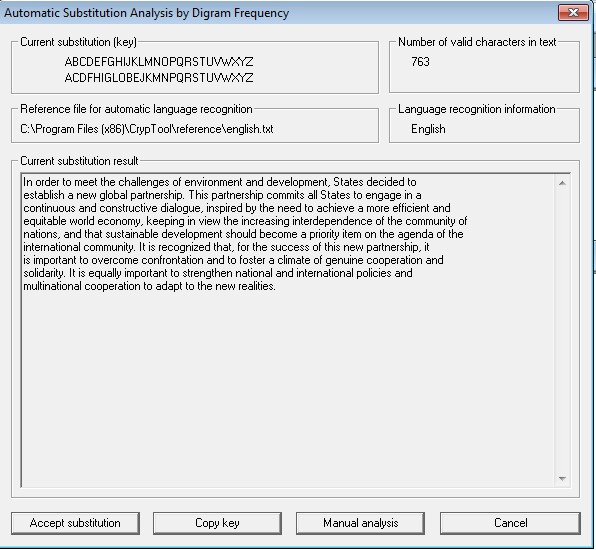 Automatic Substitution Analysis by Digram Frequency
Current substitution (key)
ABCDEFGHIJKLMNOPQRSTUVWXYZ
ACDFHIGLOBEJKMNPQRSTUVWXYZ
Number of valid characters in text
763
Reference file for automatic language recognition
C:\Program Files (x86)\CrypTool\reference\english.txt
Language recognition information
English
Current substitution result
In order to meet the challenges of environment and development, States decided to
establish a new global partnership. This partnership commits all States to engage in a
continuous and constructive dialogue, inspired by the need to achieve a more efficient and
equitable world economy, keeping in view the increasing interdependence of the community of
nations, and that sustainable development should become a priority item on the agenda of the
international community. It is recognized that, for the success of this new partnership, it
is important to overcome confrontation and to foster a climate of genuine cooperation and
solidarity. It is equally important to strengthen national and international policies and
multinational cooperation to adapt to the new realities.
Accept substitution
Copy key
Manual analysis
Cancel